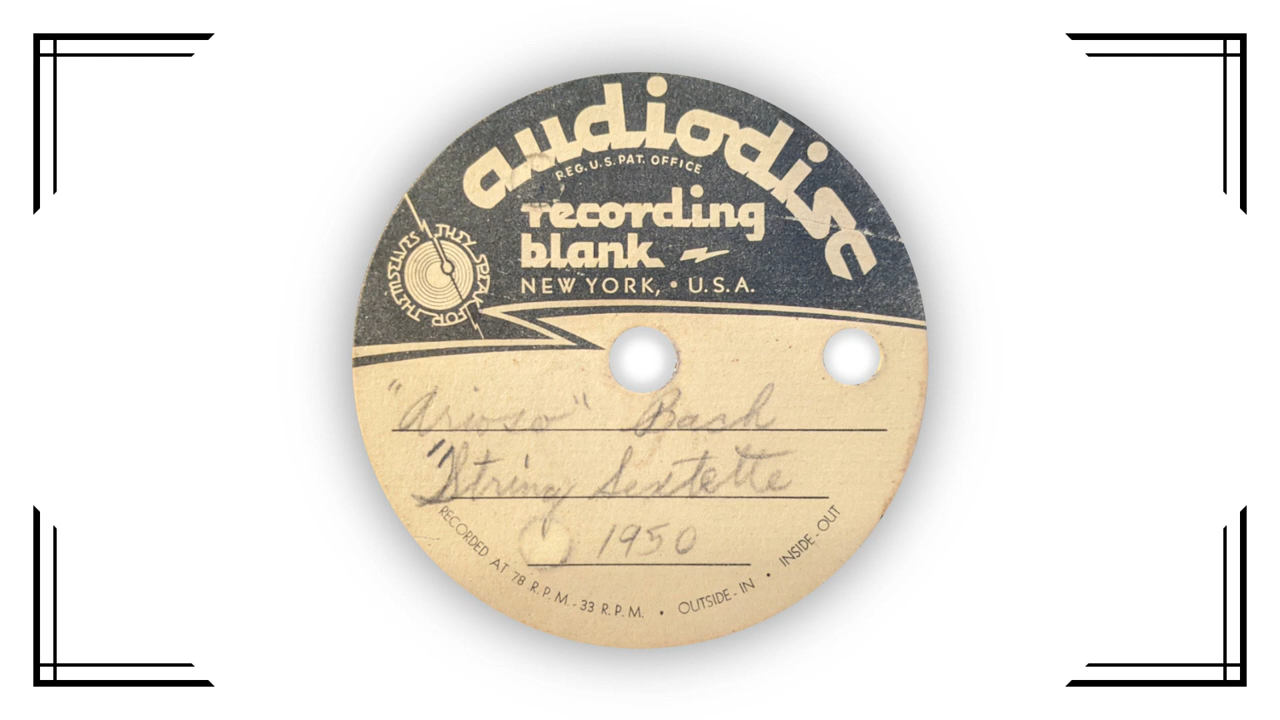 audiodisc
REG. U.S. PAT. OFFICE
recording
blank
NEW YORK, • U.S.A.
THEY SPEAK FOR THEMSELVES
"Arioso" Bach
"String Sextette
1950
RECORDED AT 78 R.P.M. - 33 R.P.M. • OUTSIDE - IN • INSIDE - OUT